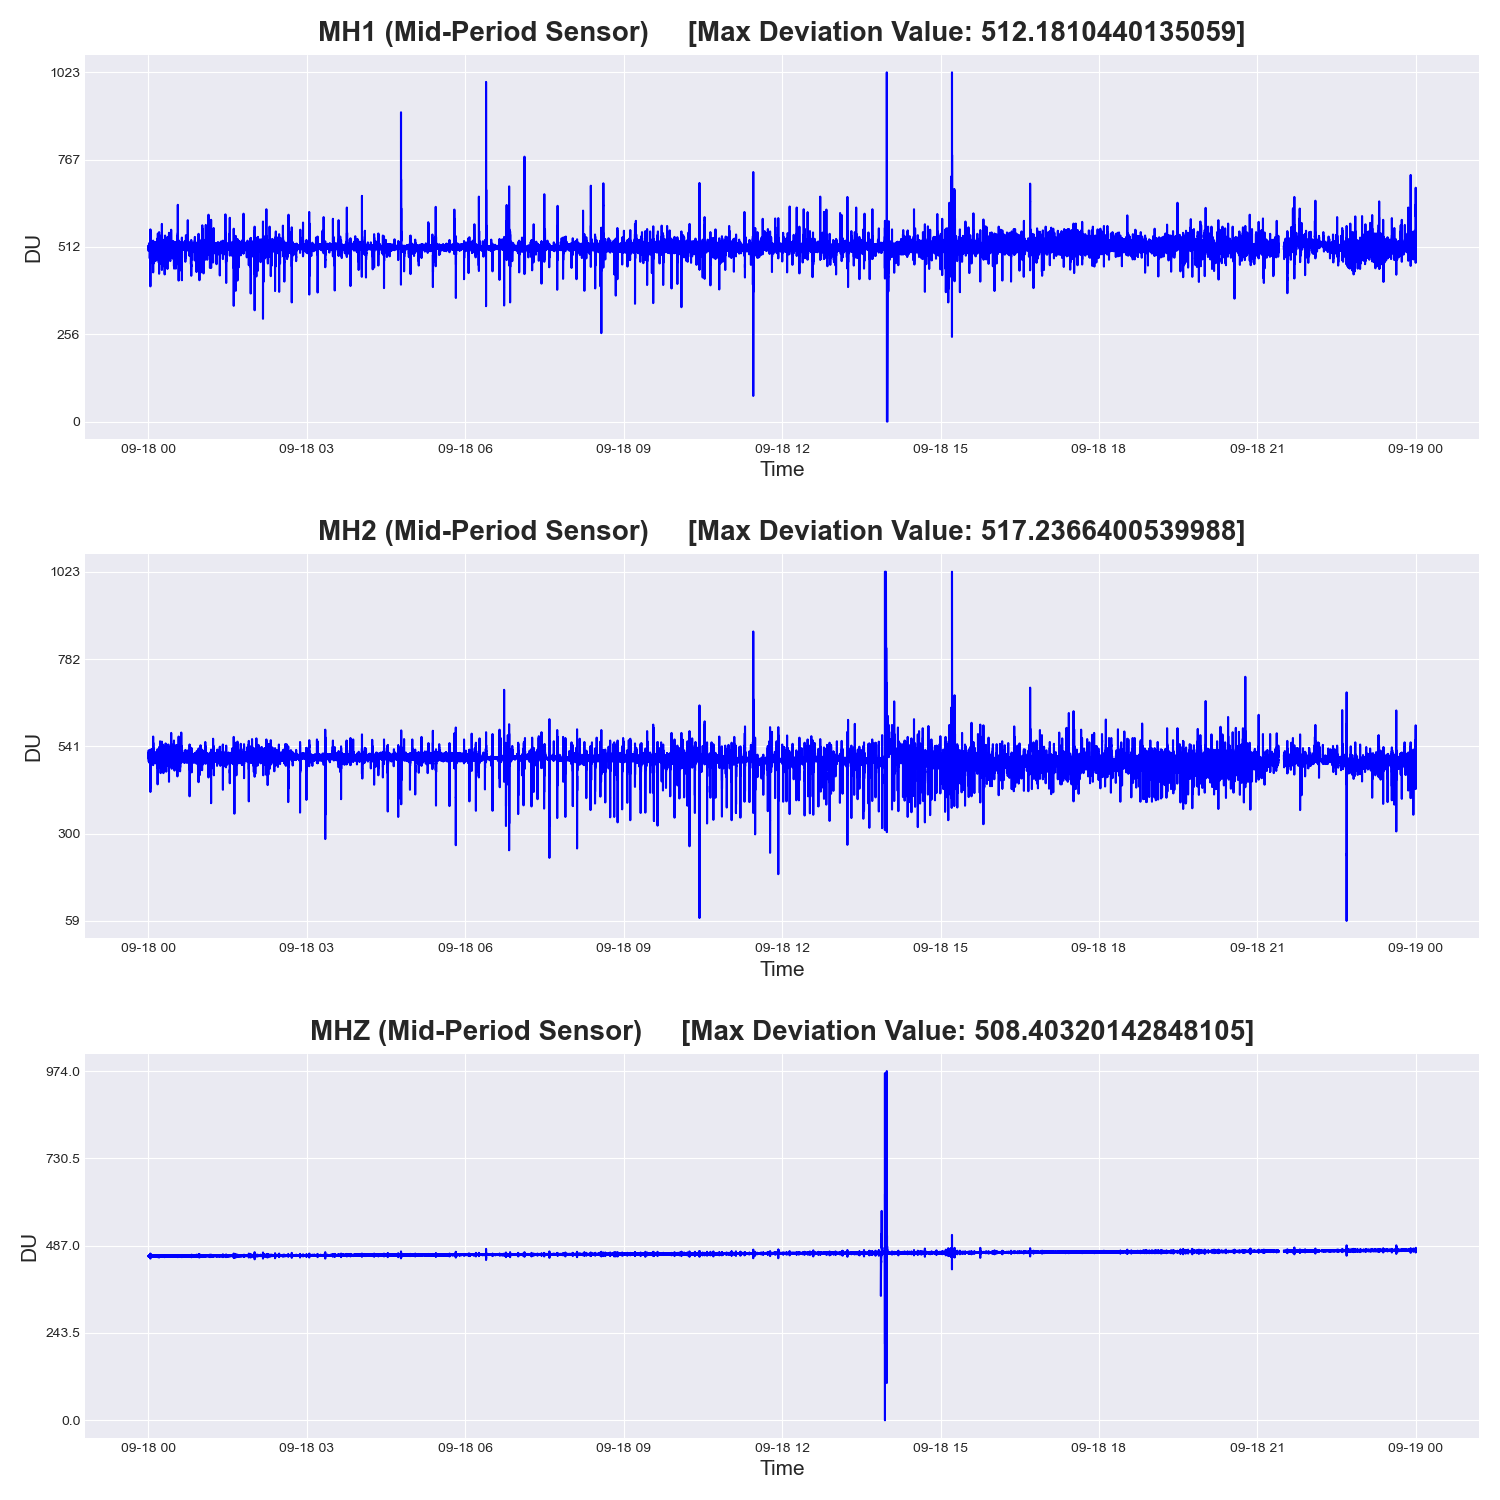 MH1 (Mid-Period Sensor) [Max Deviation Value: 512.1810440135059]
1023
767
512
256
0
DU
09-18 00 09-18 03 09-18 06 09-18 09 09-18 12 09-18 15 09-18 18 09-18 21 09-19 00
Time
MH2 (Mid-Period Sensor) [Max Deviation Value: 517.2366400539988]
1023
782
541
300
59
DU
09-18 00 09-18 03 09-18 06 09-18 09 09-18 12 09-18 15 09-18 18 09-18 21 09-19 00
Time
MHZ (Mid-Period Sensor) [Max Deviation Value: 508.40320142848105]
974.0
730.5
487.0
243.5
0.0
DU
09-18 00 09-18 03 09-18 06 09-18 09 09-18 12 09-18 15 09-18 18 09-18 21 09-19 00
Time